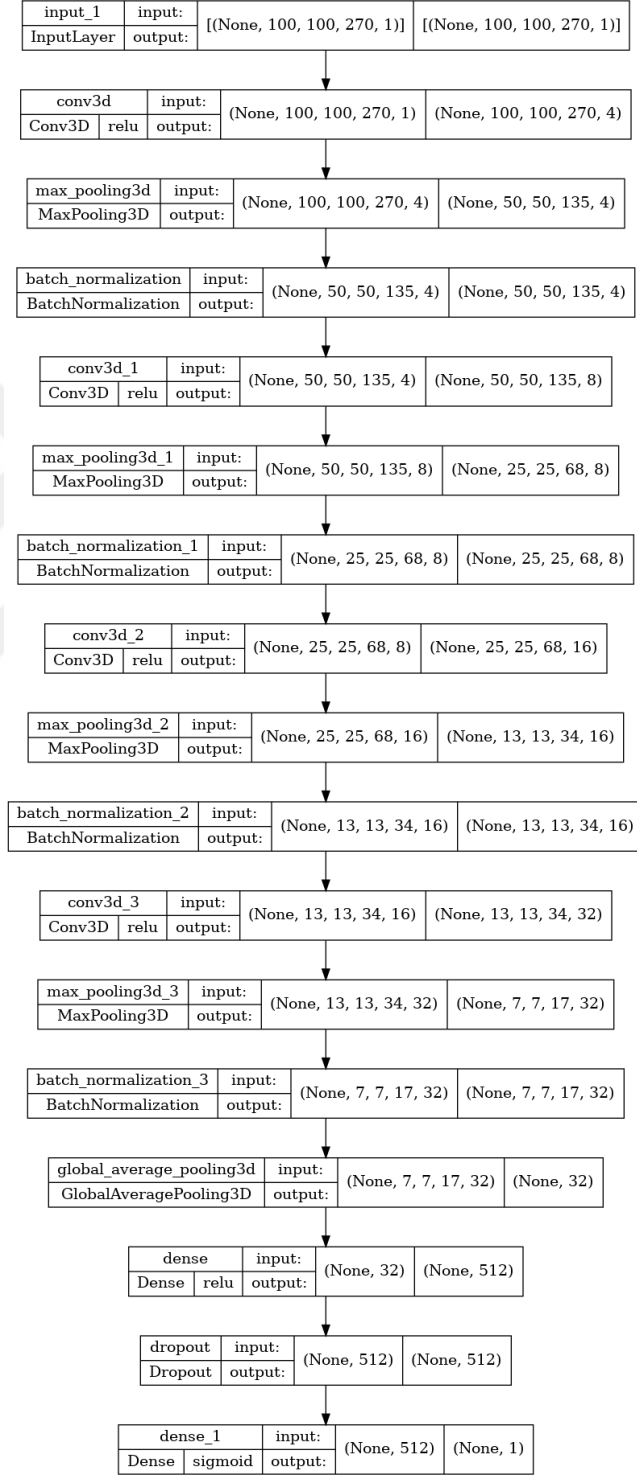 input_1 input: [(None, 100, 100, 270, 1)] [(None, 100, 100, 270, 1)]
InputLayer output:
conv3d input: (None, 100, 100, 270, 1) (None, 100, 100, 270, 4)
Conv3D relu output:
max_pooling3d input: (None, 100, 100, 270, 4) (None, 50, 50, 135, 4)
MaxPooling3D output:
batch_normalization input: (None, 50, 50, 135, 4) (None, 50, 50, 135, 4)
BatchNormalization output:
conv3d_1 input: (None, 50, 50, 135, 4) (None, 50, 50, 135, 8)
Conv3D relu output:
max_pooling3d_1 input: (None, 50, 50, 135, 8) (None, 25, 25, 68, 8)
MaxPooling3D output:
batch_normalization_1 input: (None, 25, 25, 68, 8) (None, 25, 25, 68, 8)
BatchNormalization output:
conv3d_2 input: (None, 25, 25, 68, 8) (None, 25, 25, 68, 16)
Conv3D relu output:
max_pooling3d_2 input: (None, 25, 25, 68, 16) (None, 13, 13, 34, 16)
MaxPooling3D output:
batch_normalization_2 input: (None, 13, 13, 34, 16) (None, 13, 13, 34, 16)
BatchNormalization output:
conv3d_3 input: (None, 13, 13, 34, 16) (None, 13, 13, 34, 32)
Conv3D relu output:
max_pooling3d_3 input: (None, 13, 13, 34, 32) (None, 7, 7, 17, 32)
MaxPooling3D output:
batch_normalization_3 input: (None, 7, 7, 17, 32) (None, 7, 7, 17, 32)
BatchNormalization output:
global_average_pooling3d input: (None, 7, 7, 17, 32) (None, 32)
GlobalAveragePooling3D output:
dense input: (None, 32) (None, 512)
Dense relu output:
dropout input: (None, 512) (None, 512)
Dropout output:
dense_1 input: (None, 512) (None, 1)
Dense sigmoid output: